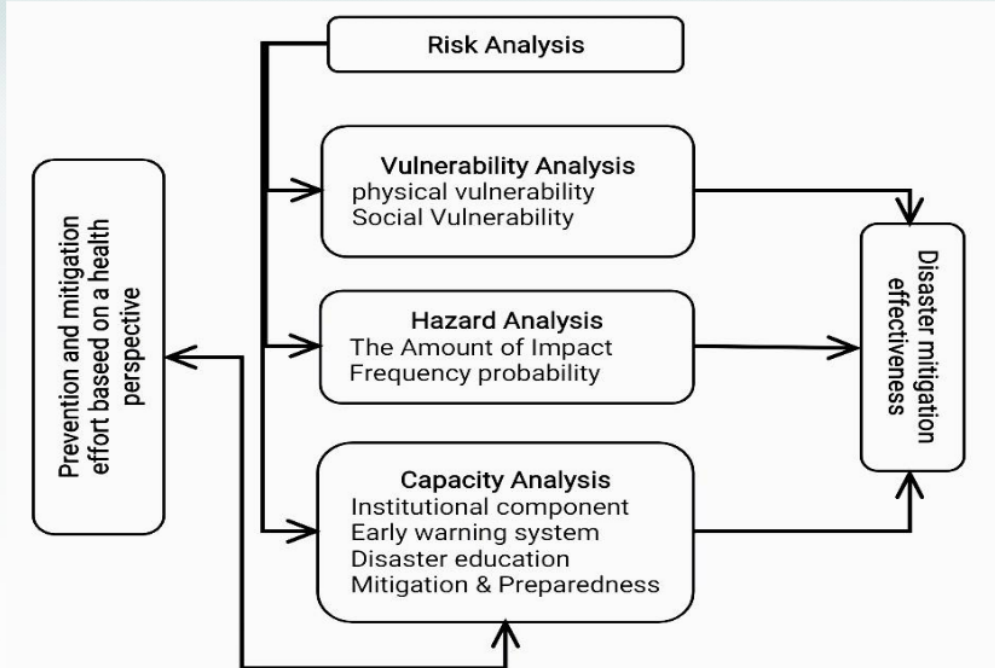 Risk Analysis
Prevention and mitigation
effort based on a health
perspective
Vulnerability Analysis
physical vulnerability
Social Vulnerability
Hazard Analysis
The Amount of Impact
Frequency probability
Capacity Analysis
Institutional component
Early warning system
Disaster education
Mitigation & Preparedness
Disaster mitigation
effectiveness